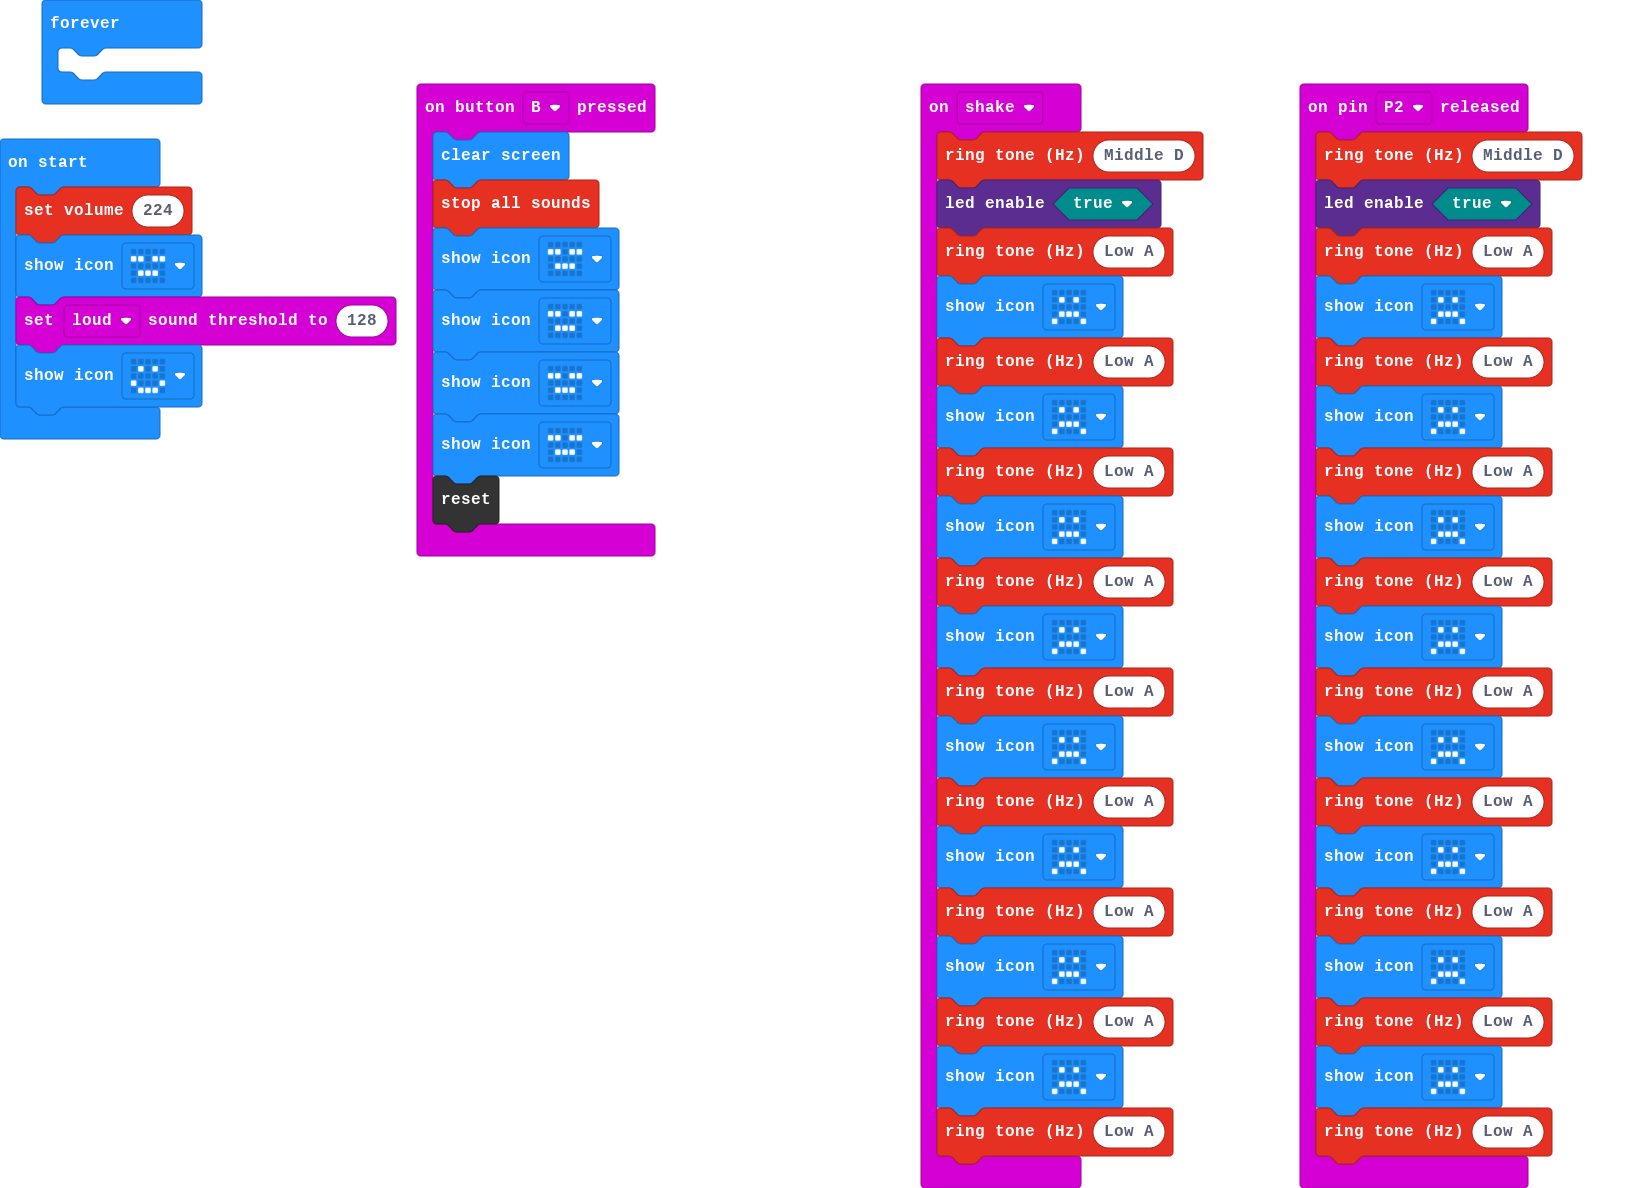 forever
on start
set volume 224
show icon
set loud sound threshold to 128
show icon
on button B pressed
clear screen
stop all sounds
show icon
show icon
show icon
show icon
reset
on shake
ring tone (Hz) Middle D
led enable true
ring tone (Hz) Low A
show icon
ring tone (Hz) Low A
show icon
ring tone (Hz) Low A
show icon
ring tone (Hz) Low A
show icon
ring tone (Hz) Low A
show icon
ring tone (Hz) Low A
show icon
ring tone (Hz) Low A
show icon
ring tone (Hz) Low A
show icon
ring tone (Hz) Low A
on pin P2 released
ring tone (Hz) Middle D
led enable true
ring tone (Hz) Low A
show icon
ring tone (Hz) Low A
show icon
ring tone (Hz) Low A
show icon
ring tone (Hz) Low A
show icon
ring tone (Hz) Low A
show icon
ring tone (Hz) Low A
show icon
ring tone (Hz) Low A
show icon
ring tone (Hz) Low A
show icon
ring tone (Hz) Low A